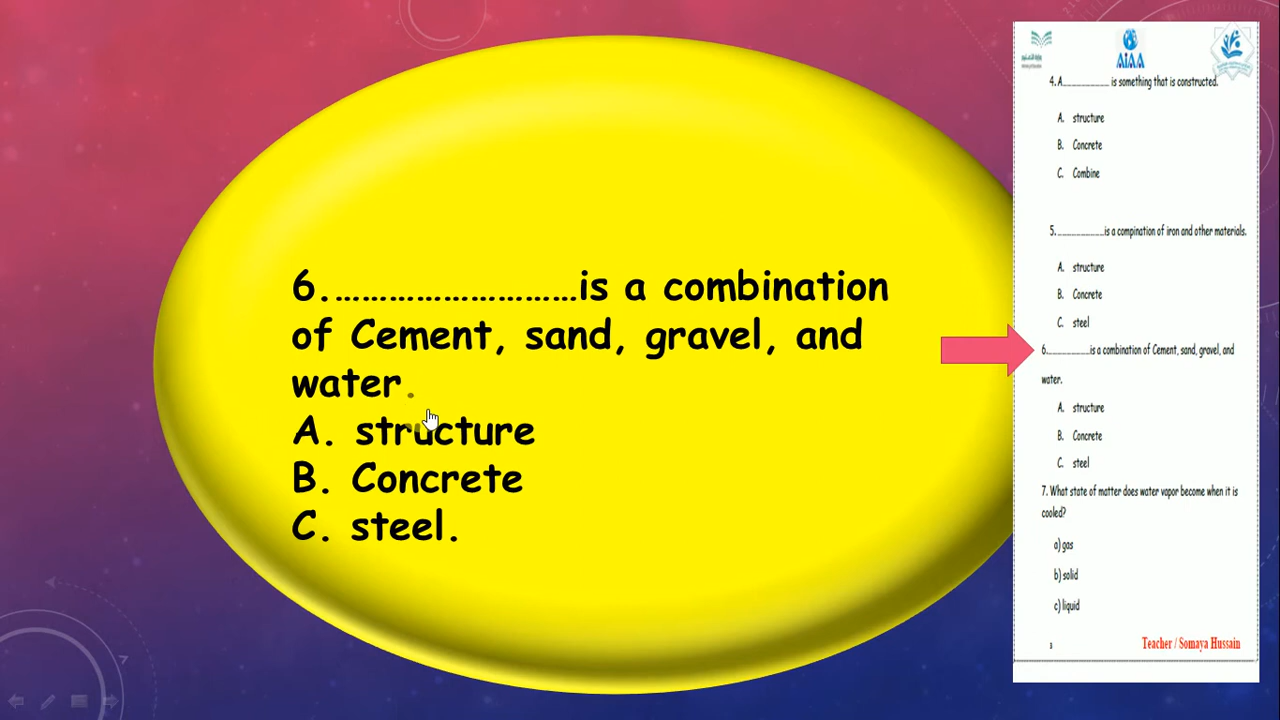 6.……………………….is a combination
of Cement, sand, gravel, and
water.
A. structure
B. Concrete
C. steel.
AIAA
4. A........................ is something that is constructed.
A. structure
B. Concrete
C. Combine
5. ........................is a compination of iron and other materials.
A. structure
B. Concrete
C. steel
6........................is a combination of Cement, sand, gravel, and
water.
A. structure
B. Concrete
C. steel
7. What state of matter does water vapor become when it is
cooled?
a) gas
b) solid
c) liquid
Teacher / Somaya Hussain